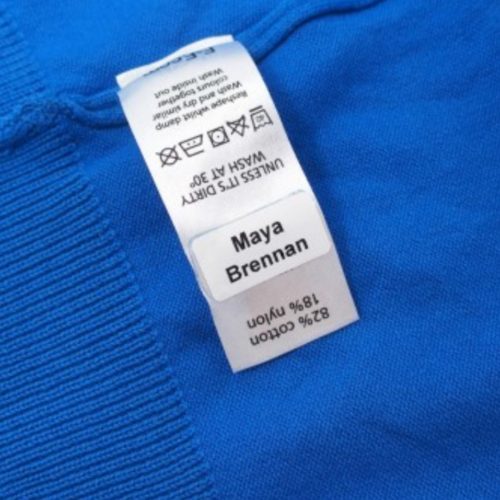 Maya
Brennan
82% cotton
18% nylon
UNLESS IT'S DIRTY
WASH AT 30°
40
Reshape whilst damp
Wash and dry similar
colours together
Wash inside out